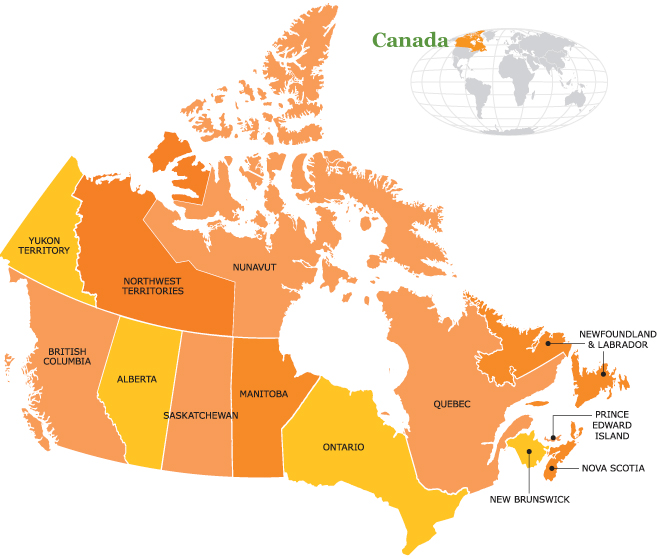 Canada
YUKON
TERRITORY
NORTHWEST
TERRITORIES
NUNAVUT
BRITISH
COLUMBIA
ALBERTA
SASKATCHEWAN
MANITOBA
ONTARIO
QUEBEC
NEWFOUNDLAND
& LABRADOR
PRINCE
EDWARD
ISLAND
NOVA SCOTIA
NEW BRUNSWICK